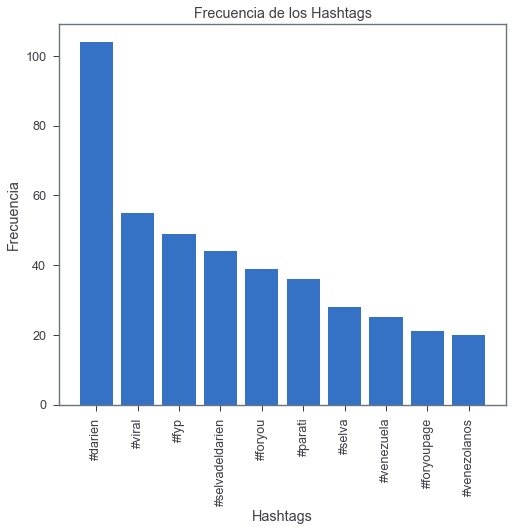 Frecuencia de los Hashtags
Frecuencia
100
80
60
40
20
0
#darien
#viral
#fyp
#selvadeldarien
#foryou
#parati
#selva
#venezuela
#foryoupage
#venezolanos
Hashtags